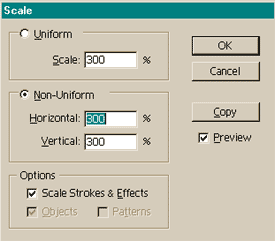 Scale
Uniform
Scale: 300 %
Non-Uniform
Horizontal: 300 %
Vertical: 300 %
Options
Scale Strokes & Effects
Objects Patterns
OK
Cancel
Copy
Preview